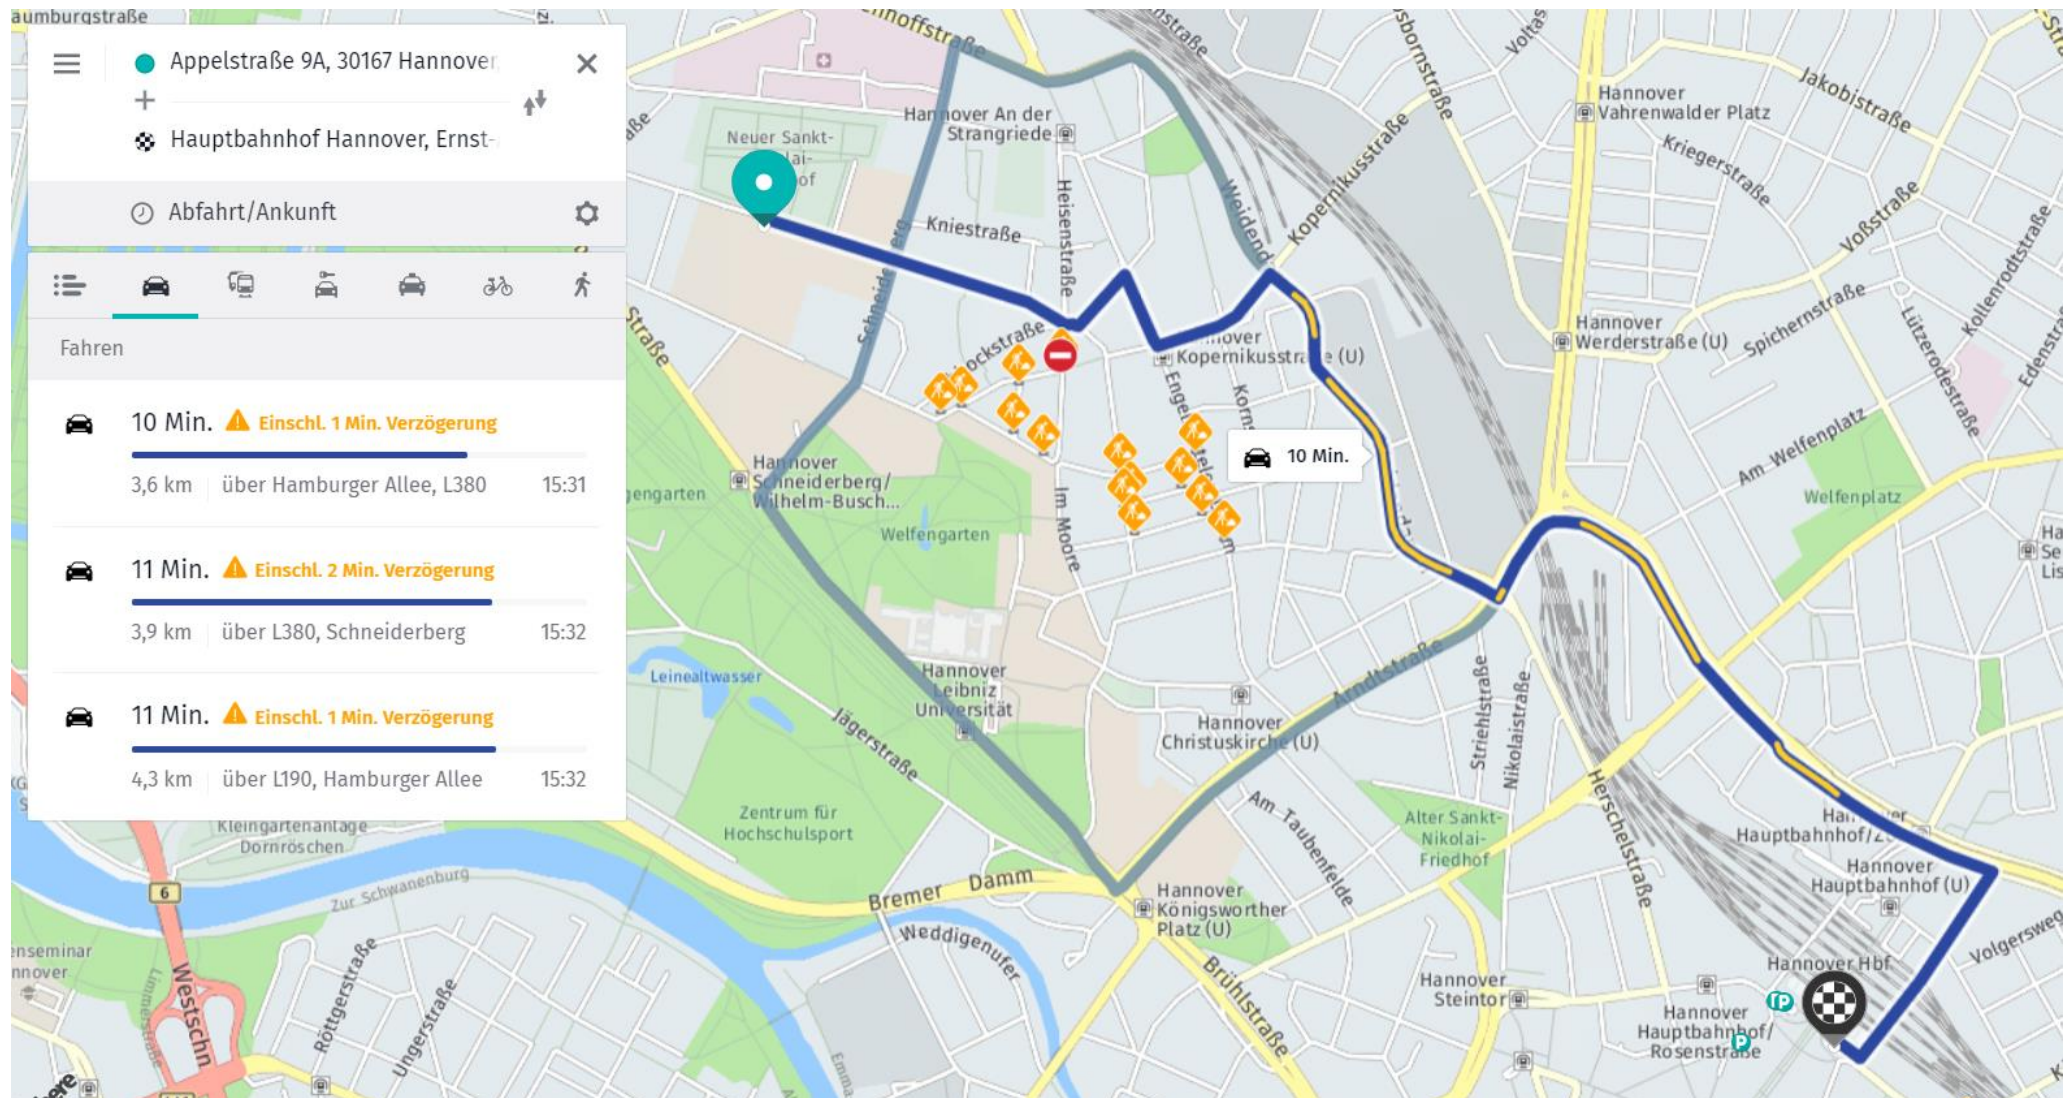 Appelstraße 9A, 30167 Hannover,
Hauptbahnhof Hannover, Ernst-
Abfahrt/Ankunft
Fahren
10 Min. Einschl. 1 Min. Verzögerung
3,6 km über Hamburger Allee, L380 15:31
11 Min. Einschl. 2 Min. Verzögerung
3,9 km über L380, Schneiderberg 15:32
11 Min. Einschl. 1 Min. Verzögerung
4,3 km über L190, Hamburger Allee 15:32
Neuer Sankt-
Hannover An der
Strangriede
Kniestraße
Heisenstraße
Weidend
Kopernikusstraße
Hannover
Vahrenwalder Platz
Jakobistraße
Kriegerstraße
Voßstraße
Kollenrodtstraße
Lützerodestraße
Spichernstraße
Hannover
Werderstraße (U)
Am Welfenplatz
Welfenplatz
10 Min.
Hannover
Schneiderberg/
Wilhelm-Busch...
Welfengarten
Im Moore
Hannover
Leibniz
Universität
Leinealtwasser
Jägerstraße
Zentrum für
Hochschulsport
Hannover
Christuskirche (U)
Arndtstraße
Striehlstraße
Nikolaistraße
Herschelstraße
Am Taubenfelde
Alter Sankt-
Nikolai-
Friedhof
Hannover
Hauptbahnhof (U)
Volgersweg
Hannover Hbf
Hannover
Hauptbahnhof/
Rosenstraße
Hannover
Steintor
Hannover
Königsworther
Platz (U)
Brühlstraße
Bremer Damm
Weddigenufer
Kleingartenanlage
Dornröschen
Zur Schwanenburg
6
Westschn
Röttgerstraße
Ungerstraße
Limmerstraße